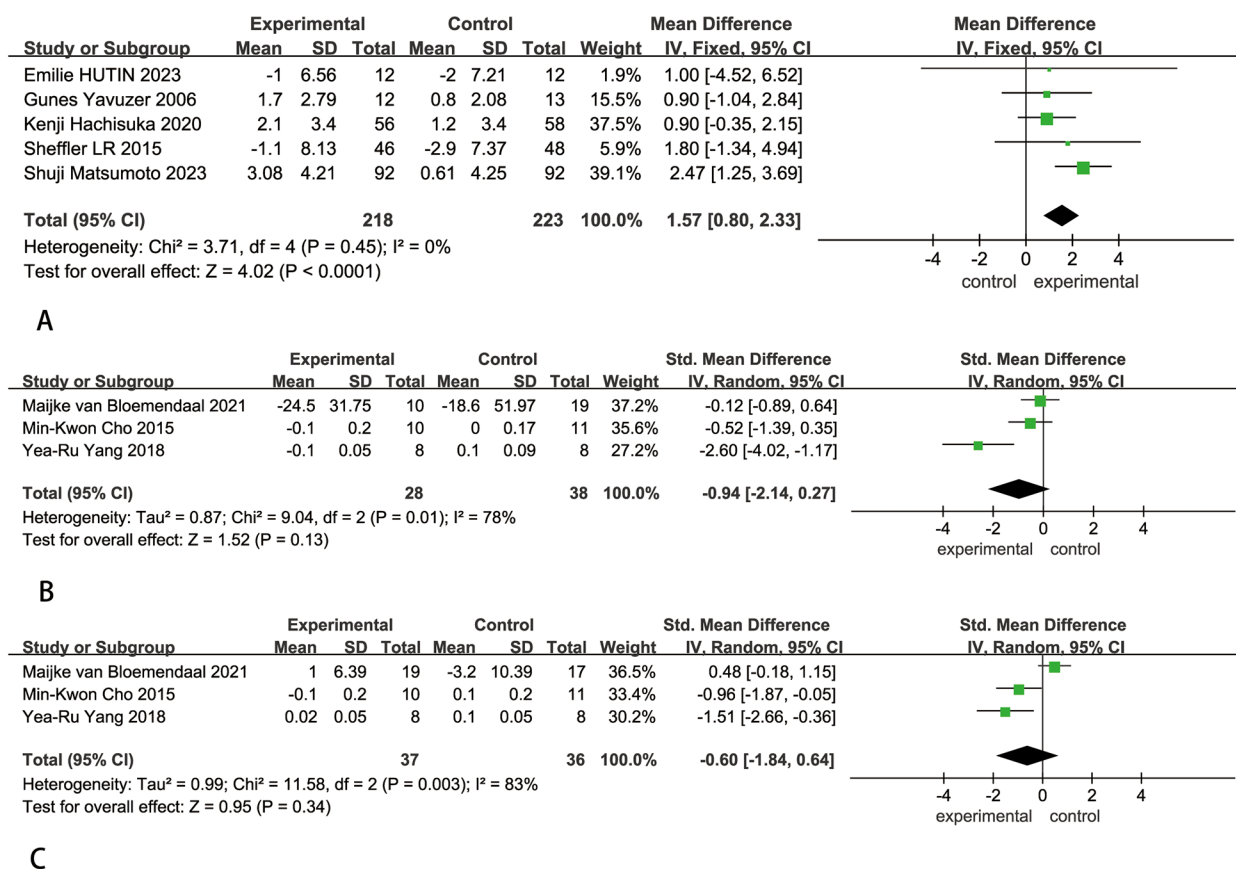 Experimental Control Mean Difference Mean Difference
Study or Subgroup Mean SD Total Mean SD Total Weight IV, Fixed, 95% CI IV, Fixed, 95% CI
Emilie HUTIN 2023 -1 6.56 12 -2 7.21 12 1.9% 1.00 [-4.52, 6.52]
Gunes Yavuzer 2006 1.7 2.79 12 0.8 2.08 13 15.5% 0.90 [-1.04, 2.84]
Kenji Hachisuka 2020 2.1 3.4 56 1.2 3.4 58 37.5% 0.90 [-0.35, 2.15]
Sheffler LR 2015 -1.1 8.13 46 -2.9 7.37 48 5.9% 1.80 [-1.34, 4.94]
Shuji Matsumoto 2023 3.08 4.21 92 0.61 4.25 92 39.1% 2.47 [1.25, 3.69]
Total (95% CI) 218 223 100.0% 1.57 [0.80, 2.33]
Heterogeneity: Chi² = 3.71, df = 4 (P = 0.45); I² = 0%
Test for overall effect: Z = 4.02 (P < 0.0001)
-4 -2 0 2 4
control experimental
A
Experimental Control Std. Mean Difference Std. Mean Difference
Study or Subgroup Mean SD Total Mean SD Total Weight IV, Random, 95% CI IV, Random, 95% CI
Maijke van Bloemendaal 2021 -24.5 31.75 10 -18.6 51.97 19 37.2% -0.12 [-0.89, 0.64]
Min-Kwon Cho 2015 -0.1 0.2 10 0 0.17 11 35.6% -0.52 [-1.39, 0.35]
Yea-Ru Yang 2018 -0.1 0.05 8 0.1 0.09 8 27.2% -2.60 [-4.02, -1.17]
Total (95% CI) 28 38 100.0% -0.94 [-2.14, 0.27]
Heterogeneity: Tau² = 0.87; Chi² = 9.04, df = 2 (P = 0.01); I² = 78%
Test for overall effect: Z = 1.52 (P = 0.13)
-4 -2 0 2 4
experimental control
B
Experimental Control Std. Mean Difference Std. Mean Difference
Study or Subgroup Mean SD Total Mean SD Total Weight IV, Random, 95% CI IV, Random, 95% CI
Maijke van Bloemendaal 2021 1 6.39 19 -3.2 10.39 17 36.5% 0.48 [-0.18, 1.15]
Min-Kwon Cho 2015 -0.1 0.2 10 0.1 0.2 11 33.4% -0.96 [-1.87, -0.05]
Yea-Ru Yang 2018 0.02 0.05 8 0.1 0.05 8 30.2% -1.51 [-2.66, -0.36]
Total (95% CI) 37 36 100.0% -0.60 [-1.84, 0.64]
Heterogeneity: Tau² = 0.99; Chi² = 11.58, df = 2 (P = 0.003); I² = 83%
Test for overall effect: Z = 0.95 (P = 0.34)
-4 -2 0 2 4
experimental control
C